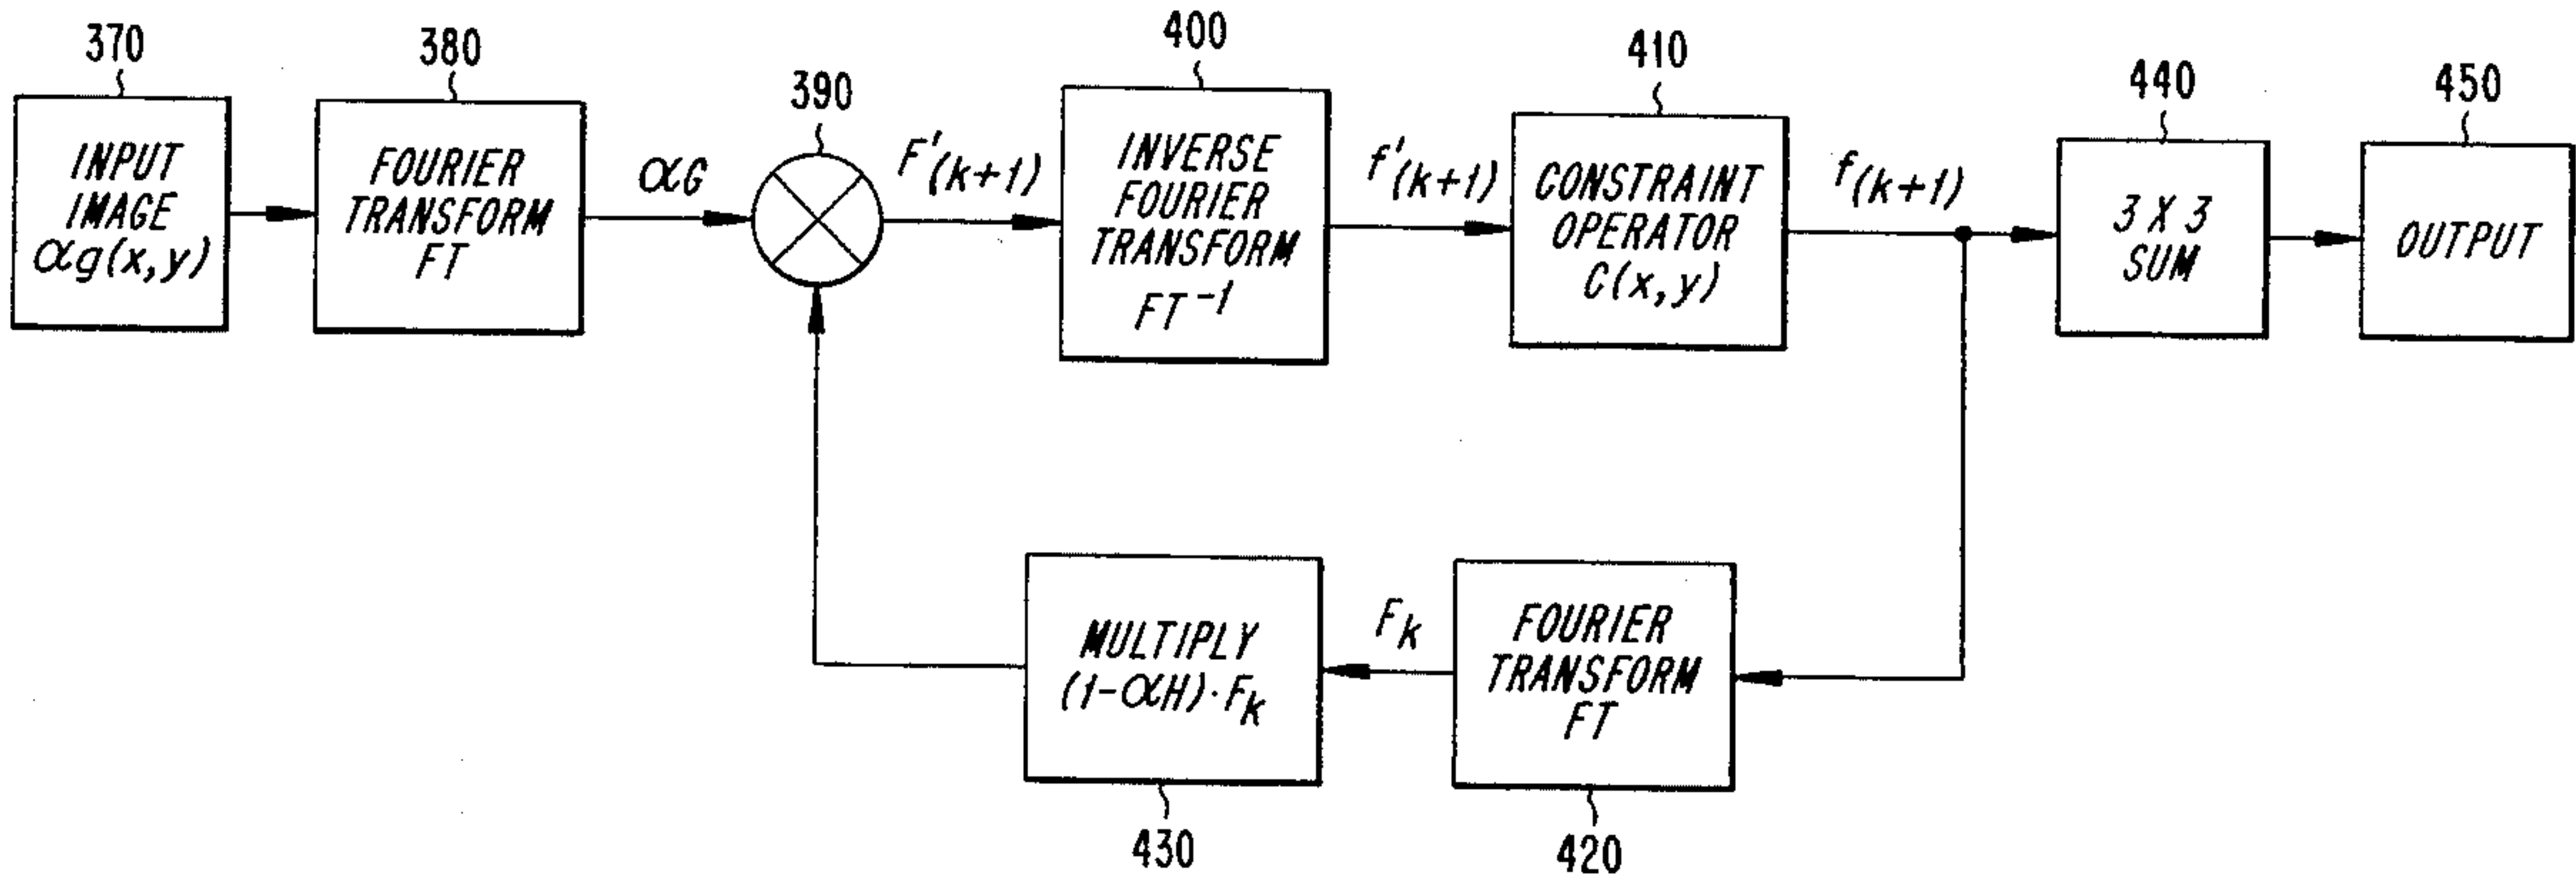 370
INPUT
IMAGE
αg(x,y)
380
FOURIER
TRANSFORM
FT
αG
390
F'(k+1)
400
INVERSE
FOURIER
TRANSFORM
FT⁻¹
f'(k+1)
410
CONSTRAINT
OPERATOR
C(x,y)
f(k+1)
440
3 X 3
SUM
450
OUTPUT
MULTIPLY
(1-αH)·Fk
430
Fk
FOURIER
TRANSFORM
FT
420